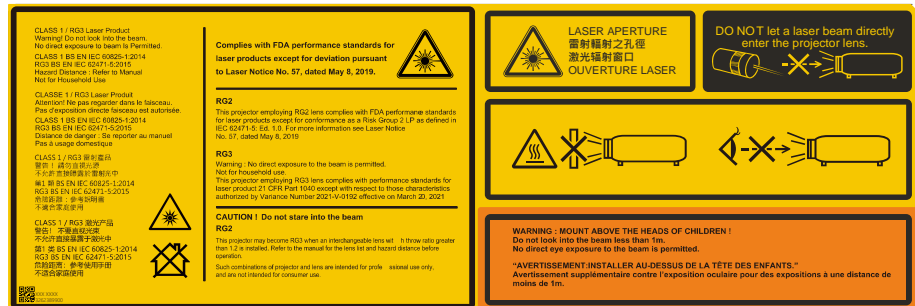 CLASS 1 / RG3 Laser Product
Warning! Do not look into the beam.
No direct exposure to beam Is Permitted.
CLASS 1 BS EN IEC 60825-1:2014
RG3 BS EN IEC 62471-5:2015
Hazard Distance : Refer to Manual
Not for Household Use
CLASSE 1 / RG3 Laser Produit
Attention! Ne pas regarder dans le faisceau.
Pas d'exposition directe faisceau est autorisée.
CLASS 1 BS EN IEC 60825-1:2014
RG3 BS EN IEC 62471-5:2015
Distance de danger : Se reporter au manuel
Pas à usage domestique
CLASS 1 / RG3 雷射產品
警告！ 請勿直視光源
不允許直接曝露於雷射光中
第1 類 BS EN IEC 60825-1:2014
RG3 BS EN IEC 62471-5:2015
危險距離：參考說明書
不適合家庭使用
CLASS 1 / RG3 激光产品
警告！ 不要直视光束
不允许直接暴露于激光中
第1 类 BS EN IEC 60825-1:2014
RG3 BS EN IEC 62471-5:2015
危险距离：参考使用手册
不适合家庭使用
Complies with FDA performance standards for
laser products except for deviation pursuant
to Laser Notice No. 57, dated May 8, 2019.
RG2
This projector employing RG2 lens complies with FDA performance standards
for laser products except for conformance as a Risk Group 2 LP as defined in
IEC 62471-5: Ed. 1.0. For more information see Laser Notice
No. 57, dated May 8, 2019
RG3
Warning : No direct exposure to the beam is permitted.
Not for household use.
This projector employing RG3 lens complies with performance standards for
laser product 21 CFR Part 1040 except with respect to those characteristics
authorized by Variance Number 2021-V-0192 effective on March 20, 2021
CAUTION ! Do not stare into the beam
RG2
This projector may become RG3 when an interchangeable lens wit h throw ratio greater
than 1.2 is installed. Refer to the manual for the lens list and hazard distance before
operation.
Such combinations of projector and lens are intended for profe ssional use only,
and are not intended for consumer use.
LASER APERTURE
雷射輻射之孔徑
激光辐射窗口
OUVERTURE LASER
DO NOT let a laser beam directly
enter the projector lens.
WARNING : MOUNT ABOVE THE HEADS OF CHILDREN !
Do not look into the beam less than 1m.
No direct eye exposure to the beam is permitted.
"AVERTISSEMENT:INSTALLER AU-DESSUS DE LA TÊTE DES ENFANTS."
Avertissement supplémentaire contre l'exposition oculaire pour des expositions à une distance de
moins de 1m.